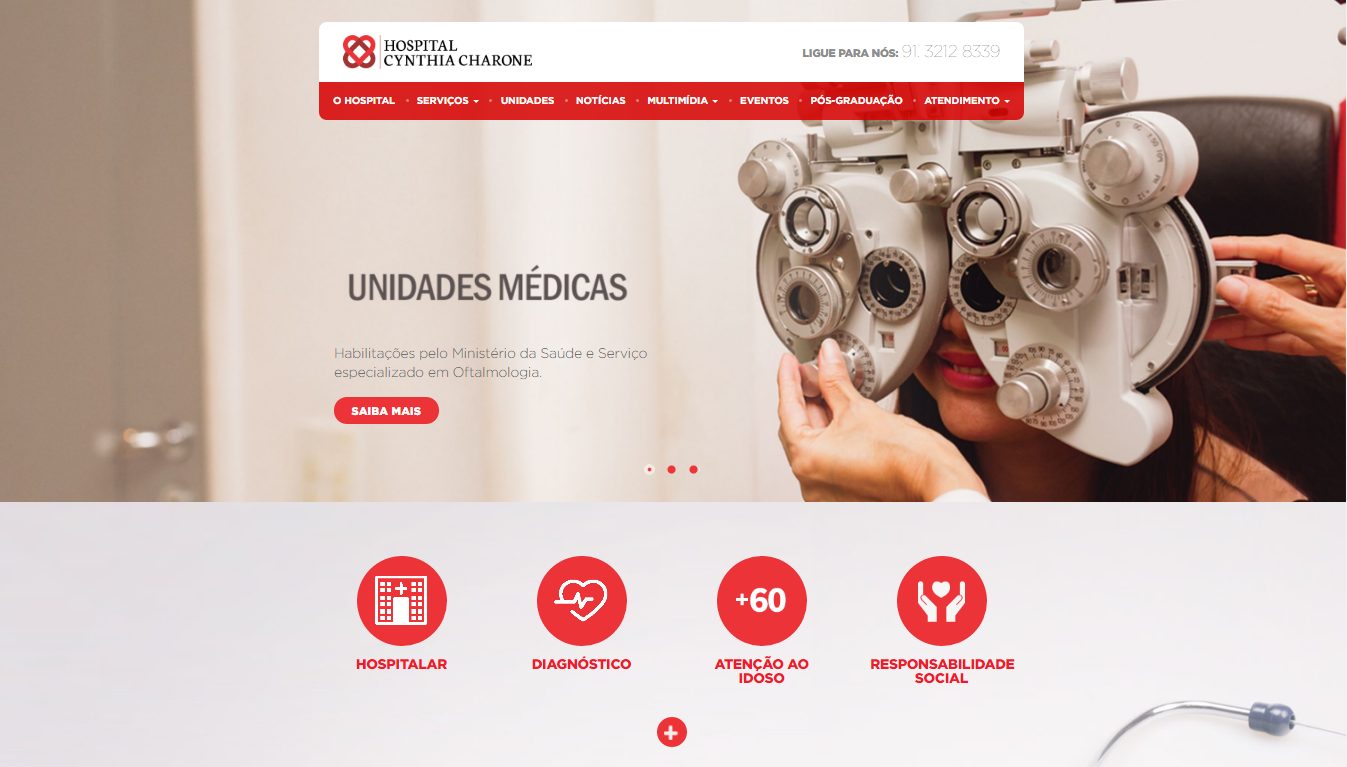 HOSPITAL
CYNTHIA CHARONE
LIGUE PARA NÓS: 91. 3212 8339
O HOSPITAL • SERVIÇOS • UNIDADES • NOTÍCIAS • MULTIMÍDIA • EVENTOS • PÓS-GRADUAÇÃO • ATENDIMENTO
UNIDADES MÉDICAS
Habilitações pelo Ministério da Saúde e Serviço
especializado em Oftalmologia.
SAIBA MAIS
+60
HOSPITALAR
DIAGNÓSTICO
ATENÇÃO AO
IDOSO
RESPONSABILIDADE
SOCIAL